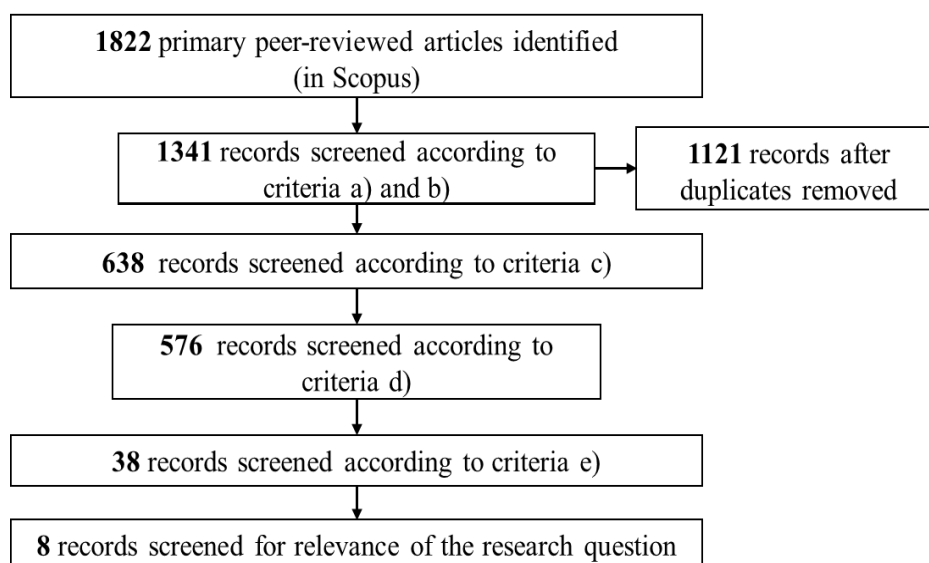 1822 primary peer-reviewed articles identified
(in Scopus)
1341 records screened according to
criteria a) and b)
1121 records after
duplicates removed
638 records screened according to criteria c)
576 records screened according to
criteria d)
38 records screened according to criteria e)
8 records screened for relevance of the research question